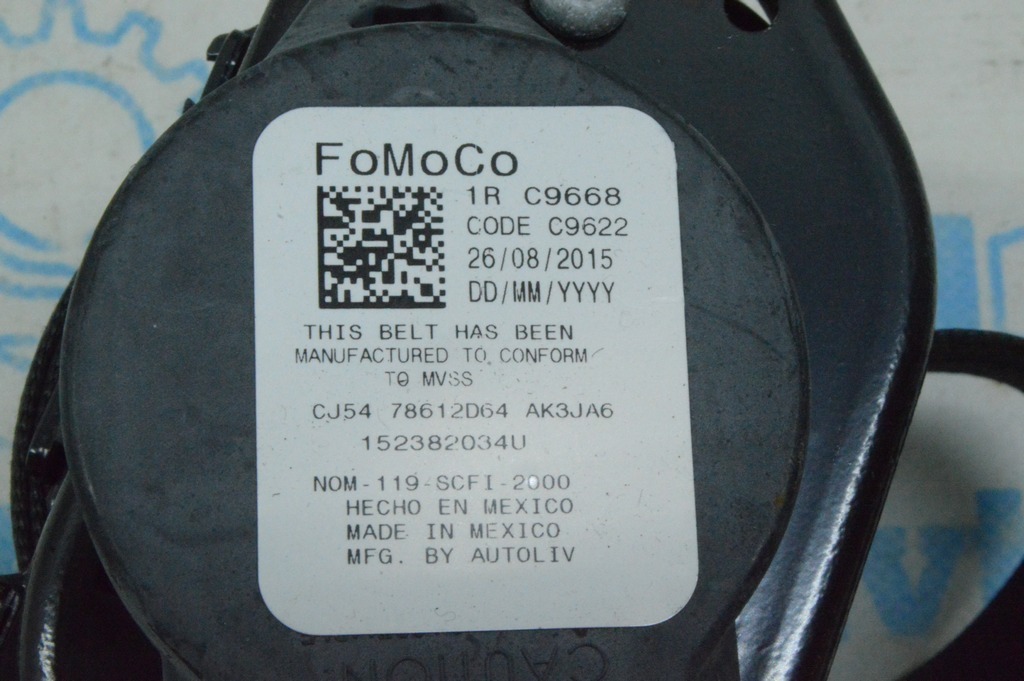 FoMoCo
1R C9668
CODE C9622
26/08/2015
DD/MM/YYYY
THIS BELT HAS BEEN
MANUFACTURED TO CONFORM
TO MVSS
CJ54 78612D64 AK3JA6
152382034U
NOM-119-SCFI-2000
HECHO EN MEXICO
MADE IN MEXICO
MFG. BY AUTOLIV
CAUTION